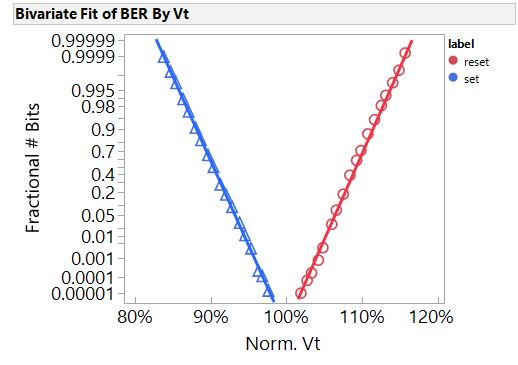 Bivariate Fit of BER By Vt
label
reset
set
Fractional # Bits
0.99999
0.9999
0.995
0.98
0.9
0.7
0.4
0.2
0.05
0.01
0.001
0.0001
0.00001
80% 90% 100% 110% 120%
Norm. Vt